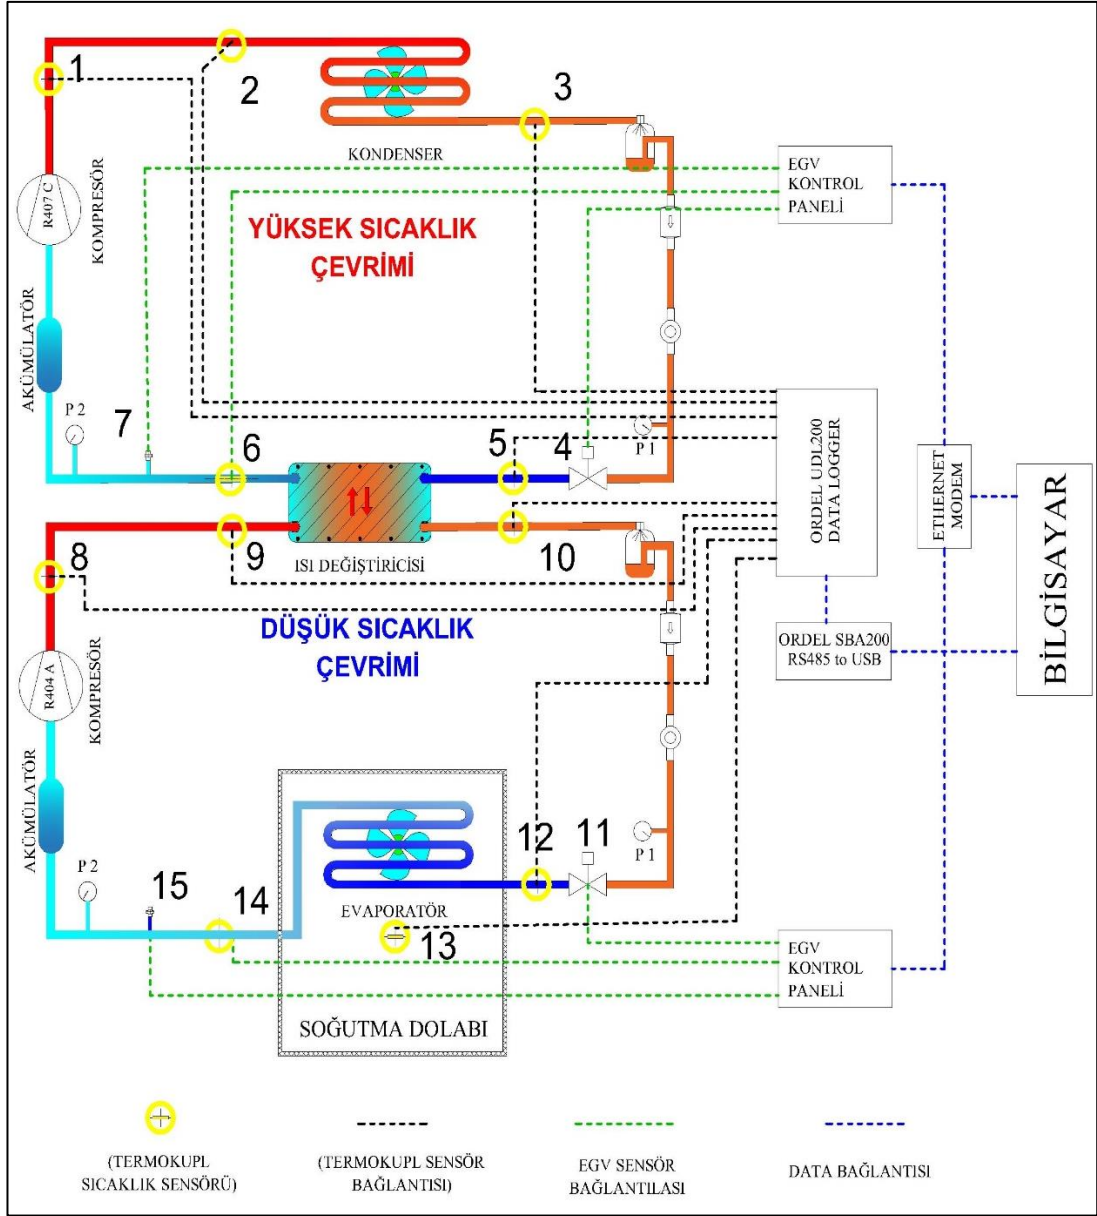 1
2
3
KONDENSER
EGV
KONTROL
PANELİ
R407 C
KOMPRESÖR
YÜKSEK SICAKLIK
ÇEVRİMİ
AKÜMÜLATÖR
P 2
7
6
5
4
P 1
ORDEL UDL200
DATA LOGGER
ETHERNET
MODEM
BİLGİSAYAR
8
9
ISI DEĞİŞTİRİCİSİ
10
DÜŞÜK SICAKLIK
ÇEVRİMİ
ORDEL SBA200
RS485 to USB
R404 A
KOMPRESÖR
AKÜMÜLATÖR
P 2
15
14
EVAPORATÖR
13
12
11
P 1
EGV
KONTROL
PANELİ
SOĞUTMA DOLABI
(TERMOKUPL
SICAKLIK SENSÖRÜ)
(TERMOKUPL SENSÖR
BAĞLANTISI)
EGV SENSÖR
BAĞLANTILASI
DATA BAĞLANTISI